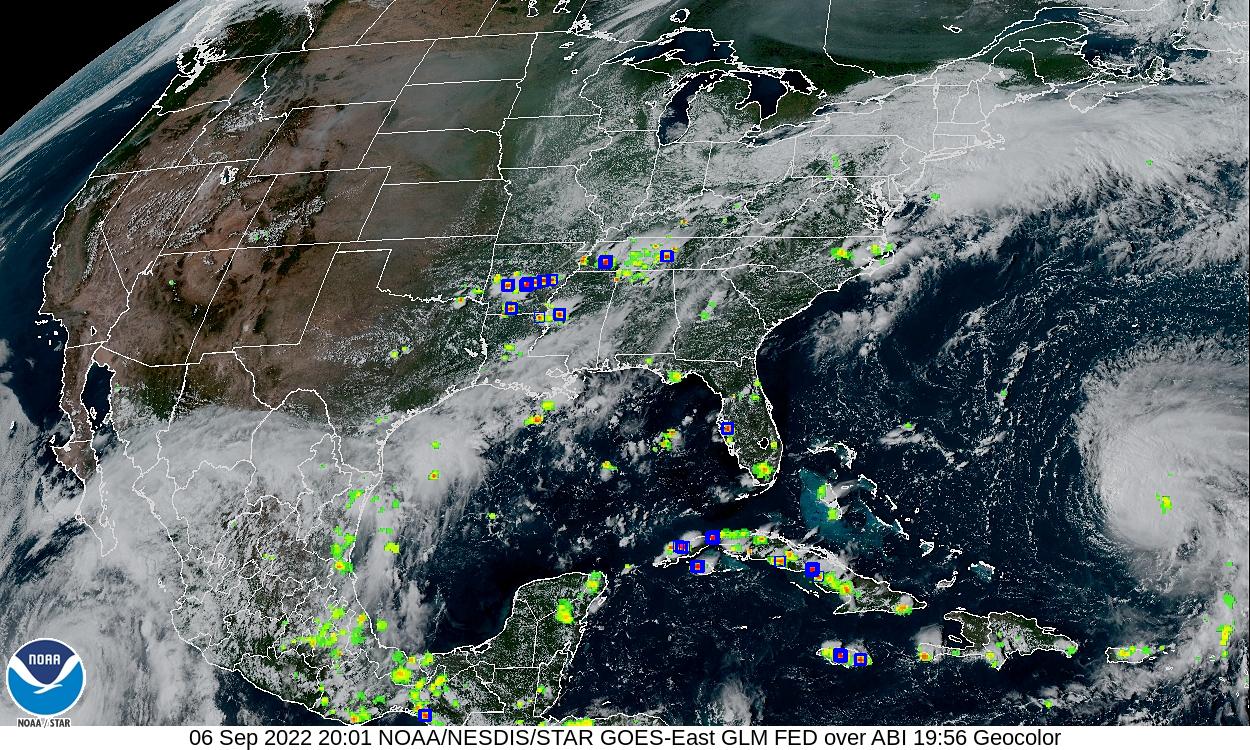 NOAA
NOAA / STAR
06 Sep 2022 20:01 NOAA/NESDIS/STAR GOES-East GLM FED over ABI 19:56 Geocolor